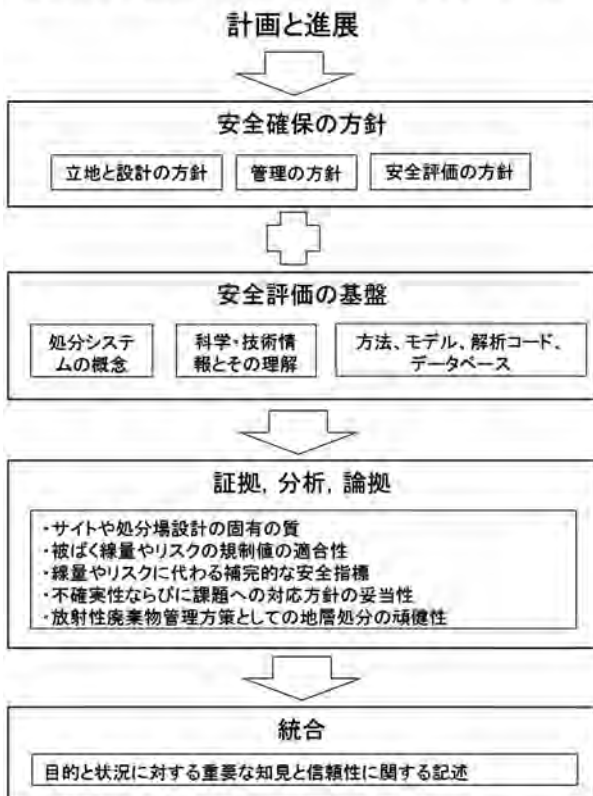 計画と進展
安全確保の方針
立地と設計の方針
管理の方針
安全評価の方針
安全評価の基盤
処分システ
ムの概念
科学・技術情
報とその理解
方法、モデル、解析コード、
データベース
証拠, 分析, 論拠
・サイトや処分場設計の固有の質
・被ばく線量やリスクの規制値の適合性
・線量やリスクに代わる補完的な安全指標
・不確実性ならびに課題への対応方針の妥当性
・放射性廃棄物管理方策としての地層処分の頑健性
統合
目的と状況に対する重要な知見と信頼性に関する記述